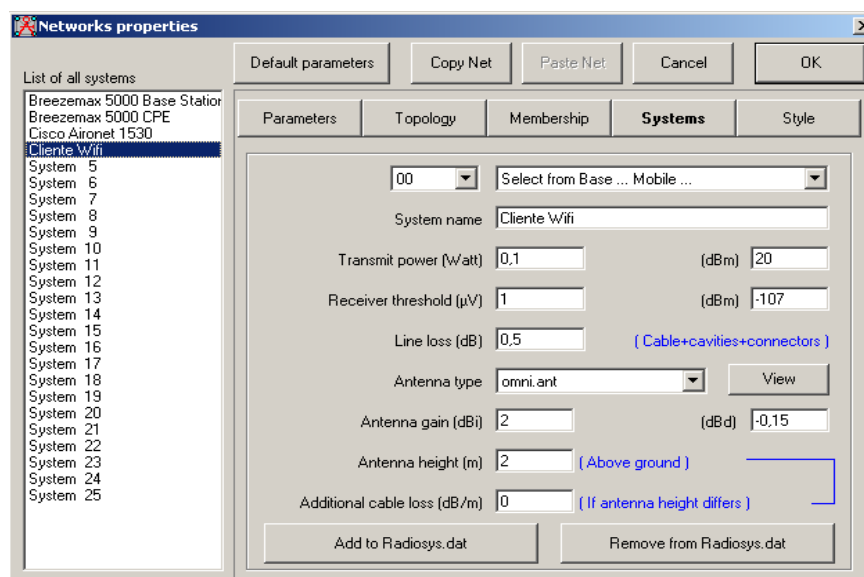 Networks properties
Default parameters Copy Net Paste Net Cancel OK
List of all systems
Breezemax 5000 Base Station
Breezemax 5000 CPE
Cisco Aironet 1530
Cliente Wifi
System 5
System 6
System 7
System 8
System 9
System 10
System 11
System 12
System 13
System 14
System 15
System 16
System 17
System 18
System 19
System 20
System 21
System 22
System 23
System 24
System 25
Parameters Topology Membership Systems Style
00 Select from Base ... Mobile ...
System name Cliente Wifi
Transmit power (Watt) 0,1 (dBm) 20
Receiver threshold (µV) 1 (dBm) -107
Line loss (dB) 0,5 ( Cable+cavities+connectors )
Antenna type omni.ant View
Antenna gain (dBi) 2 (dBd) -0,15
Antenna height (m) 2 ( Above ground )
Additional cable loss (dB/m) 0 ( If antenna height differs )
Add to Radiosys.dat Remove from Radiosys.dat